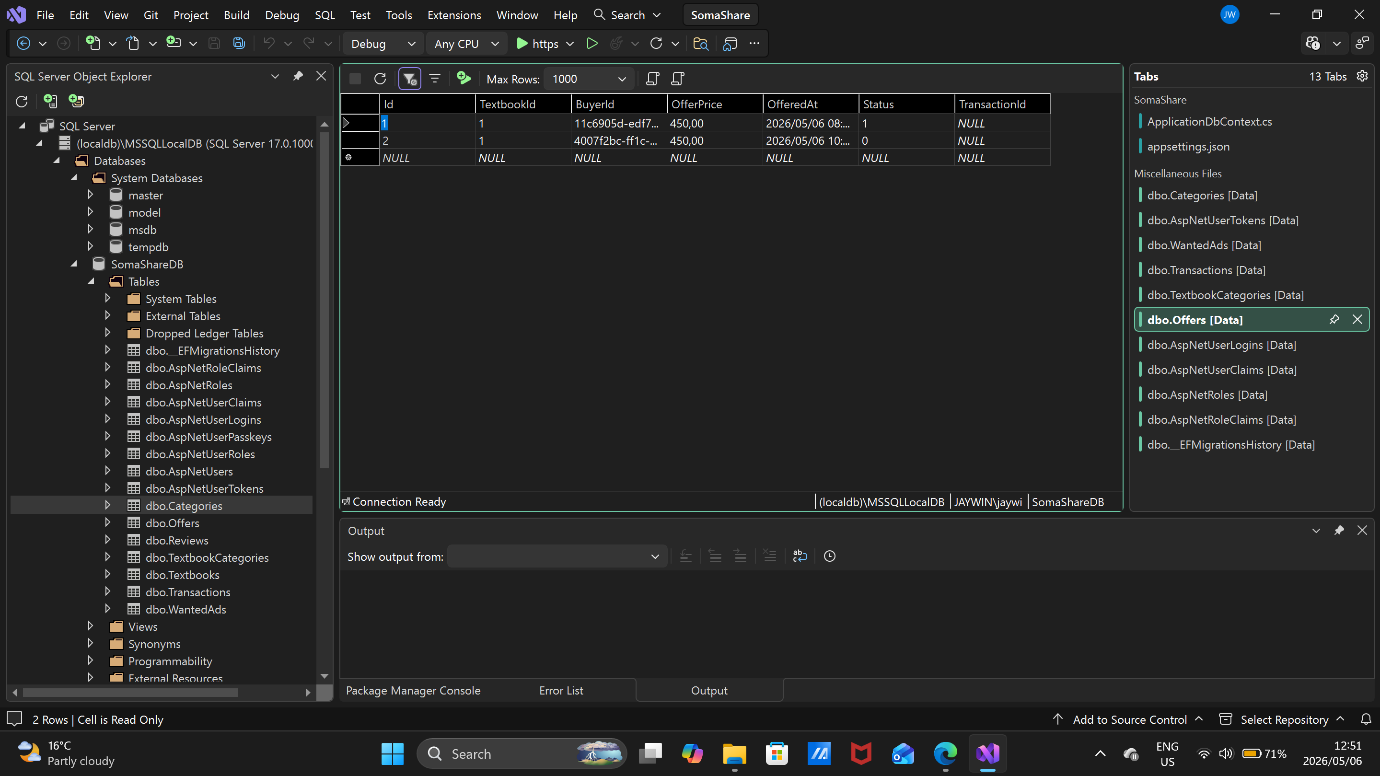 File Edit View Git Project Build Debug SQL Test Tools Extensions Window Help Search SomaShare JW
Debug Any CPU https
SQL Server Object Explorer
SQL Server
(localdb)\MSSQLLocalDB (SQL Server 17.0.1000
Databases
System Databases
master
model
msdb
tempdb
SomaShareDB
Tables
System Tables
External Tables
Dropped Ledger Tables
dbo.__EFMigrationsHistory
dbo.AspNetRoleClaims
dbo.AspNetRoles
dbo.AspNetUserClaims
dbo.AspNetUserLogins
dbo.AspNetUserPasskeys
dbo.AspNetUserRoles
dbo.AspNetUsers
dbo.AspNetUserTokens
dbo.Categories
dbo.Offers
dbo.Reviews
dbo.TextbookCategories
dbo.Textbooks
dbo.Transactions
dbo.WantedAds
Views
Synonyms
Programmability
External Resources
Max Rows: 1000
Id TextbookId BuyerId OfferPrice OfferedAt Status TransactionId
1 1 11c6905d-edf7... 450,00 2026/05/06 08:... 1 NULL
2 1 4007f2bc-ff1c-... 450,00 2026/05/06 10:... 0 NULL
NULL NULL NULL NULL NULL NULL NULL
Connection Ready (localdb)\MSSQLLocalDB JAYWIN\jaywi SomaShareDB
Output
Show output from:
Package Manager Console Error List Output
Tabs 13 Tabs
SomaShare
ApplicationDbContext.cs
appsettings.json
Miscellaneous Files
dbo.Categories [Data]
dbo.AspNetUserTokens [Data]
dbo.WantedAds [Data]
dbo.Transactions [Data]
dbo.TextbookCategories [Data]
dbo.Offers [Data]
dbo.AspNetUserLogins [Data]
dbo.AspNetUserClaims [Data]
dbo.AspNetRoles [Data]
dbo.AspNetRoleClaims [Data]
dbo.__EFMigrationsHistory [Data]
2 Rows | Cell is Read Only Add to Source Control Select Repository
16°C
Partly cloudy
Search
ENG
US
71%
12:51
2026/05/06